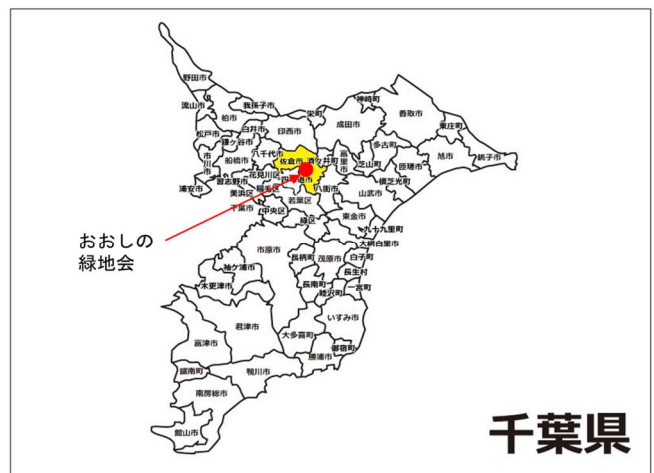 野田市
流山市
柏市
我孫子市
松戸市
鎌ヶ谷市
白井市
印西市
栄町
成田市
神崎町
香取市
東庄町
旭市
銚子市
匝瑳市
多古町
芝山町
横芝光町
山武市
富里市
酒々井町
佐倉市
八千代市
船橋市
市川市
浦安市
習志野市
花見川区
美浜区
稲毛区
千葉市
中央区
若葉区
緑区
八街市
東金市
九十九里町
大網白里市
白子町
茂原市
長柄町
長生村
一宮町
長南町
睦沢町
市原市
袖ケ浦市
木更津市
いすみ市
君津市
大多喜町
御宿町
勝浦市
富津市
鋸南町
鴨川市
南房総市
館山市
おおしの
緑地会
千葉県